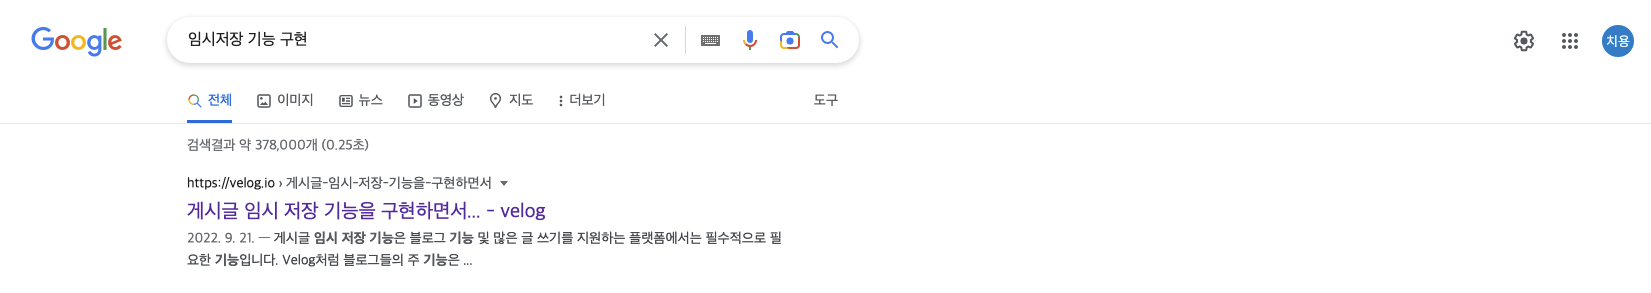 Google
임시저장 기능 구현
치용
전체 이미지 뉴스 동영상 지도 더보기 도구
검색결과 약 378,000개 (0.25초)
https://velog.io › 게시글-임시-저장-기능을-구현하면서
게시글 임시 저장 기능을 구현하면서... - velog
2022. 9. 21. — 게시글 임시 저장 기능은 블로그 기능 및 많은 글 쓰기를 지원하는 플랫폼에서는 필수적으로 필
요한 기능입니다. Velog처럼 블로그들의 주 기능은 ...